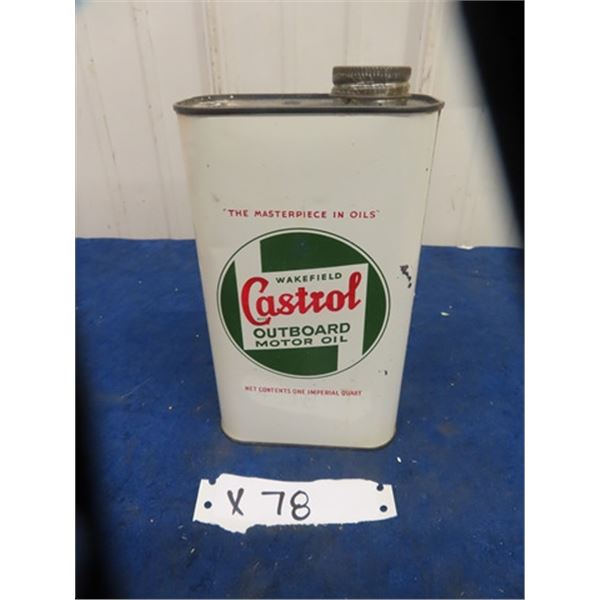 "THE MASTERPIECE IN OILS"
WAKEFIELD
Castrol
OUTBOARD
MOTOR OIL
NET CONTENTS ONE IMPERIAL QUART
X 78